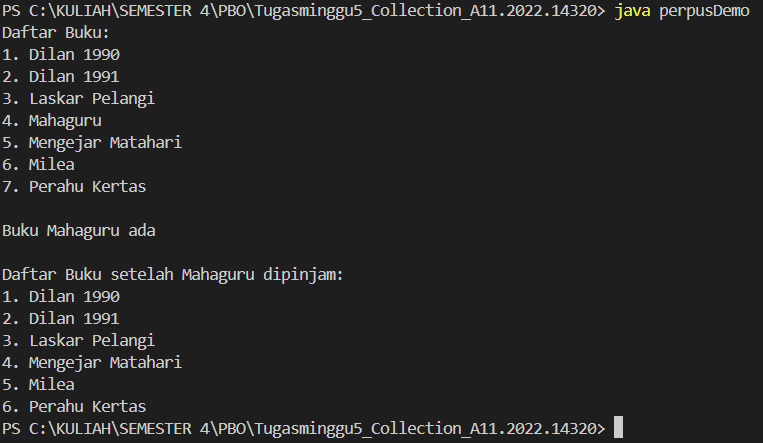 PS C:\KULIAH\SEMESTER 4\PBO\Tugasminggu5_Collection_A11.2022.14320> java perpusDemo
Daftar Buku:
1. Dilan 1990
2. Dilan 1991
3. Laskar Pelangi
4. Mahaguru
5. Mengejar Matahari
6. Milea
7. Perahu Kertas

Buku Mahaguru ada

Daftar Buku setelah Mahaguru dipinjam:
1. Dilan 1990
2. Dilan 1991
3. Laskar Pelangi
4. Mengejar Matahari
5. Milea
6. Perahu Kertas
PS C:\KULIAH\SEMESTER 4\PBO\Tugasminggu5_Collection_A11.2022.14320>